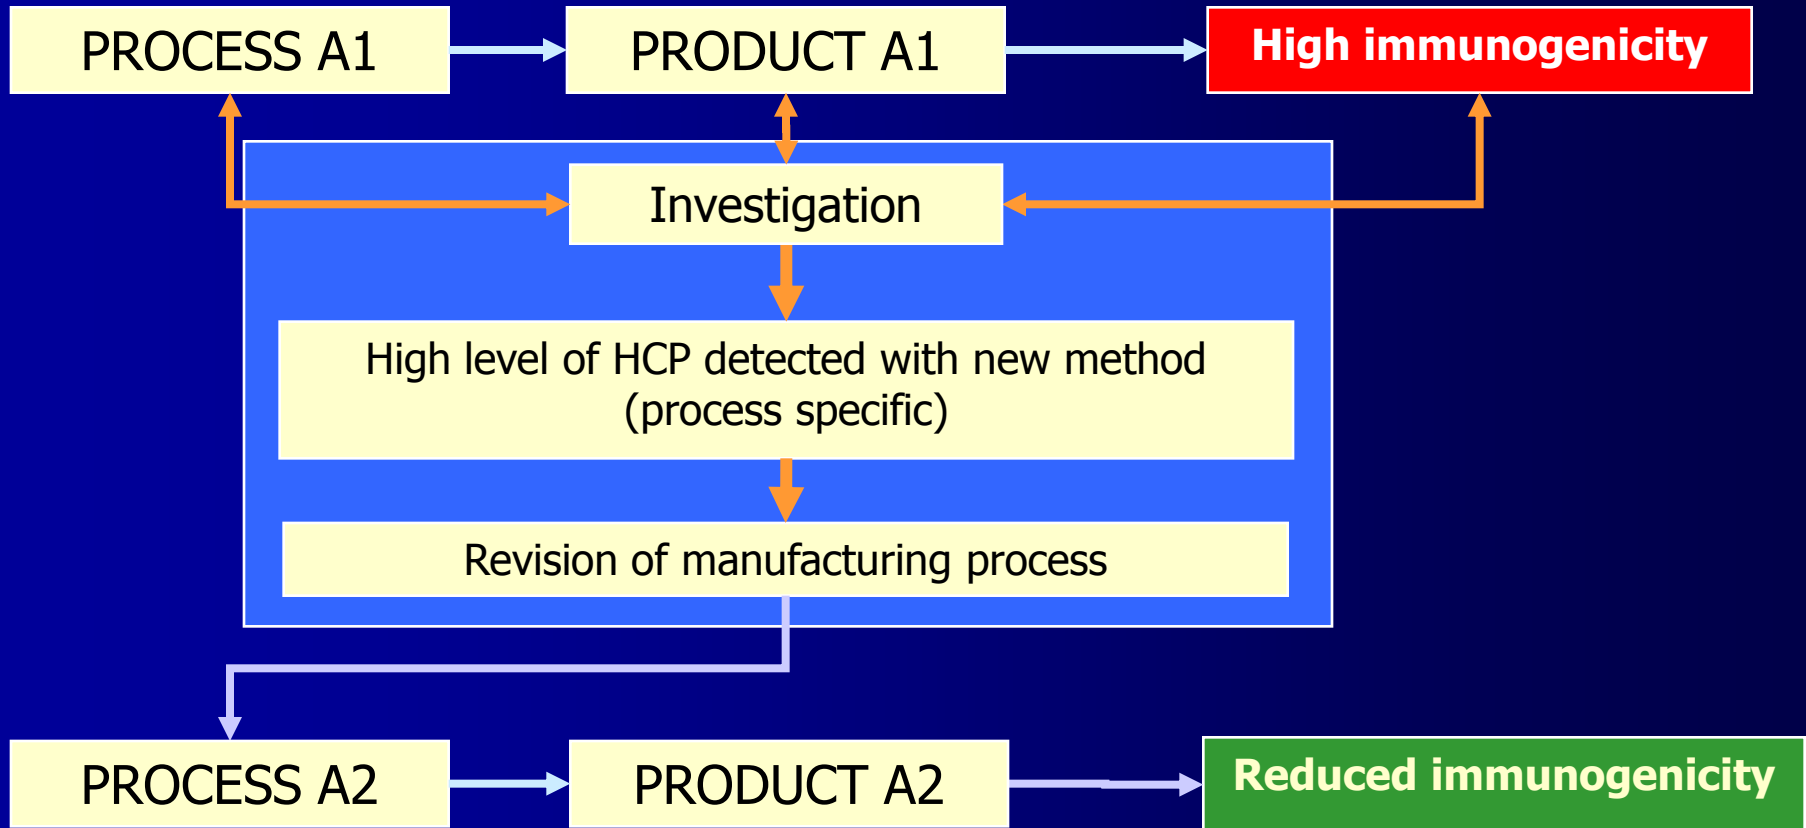 PROCESS A1
PRODUCT A1
High immunogenicity
Investigation
High level of HCP detected with new method
(process specific)
Revision of manufacturing process
PROCESS A2
PRODUCT A2
Reduced immunogenicity